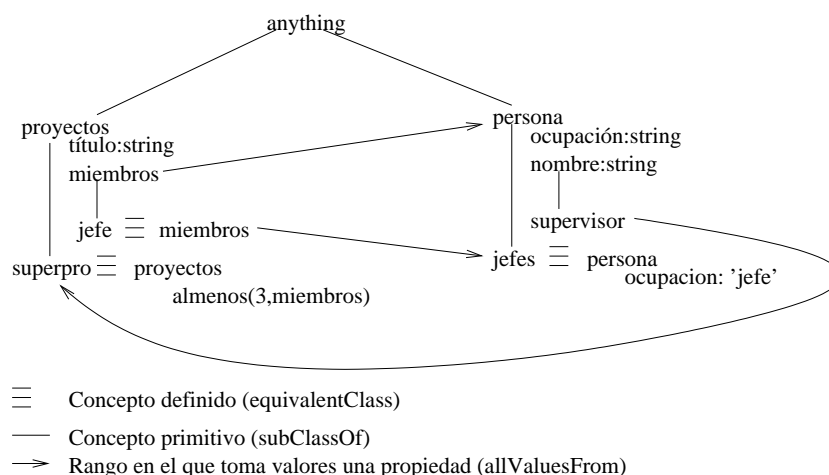 anything
proyectos
título:string
miembros
jefe miembros
superpro proyectos
almenos(3,miembros)
persona
ocupación:string
nombre:string
supervisor
jefes persona
ocupacion: ’jefe’
Concepto definido (equivalentClass)
Concepto primitivo (subClassOf)
Rango en el que toma valores una propiedad (allValuesFrom)